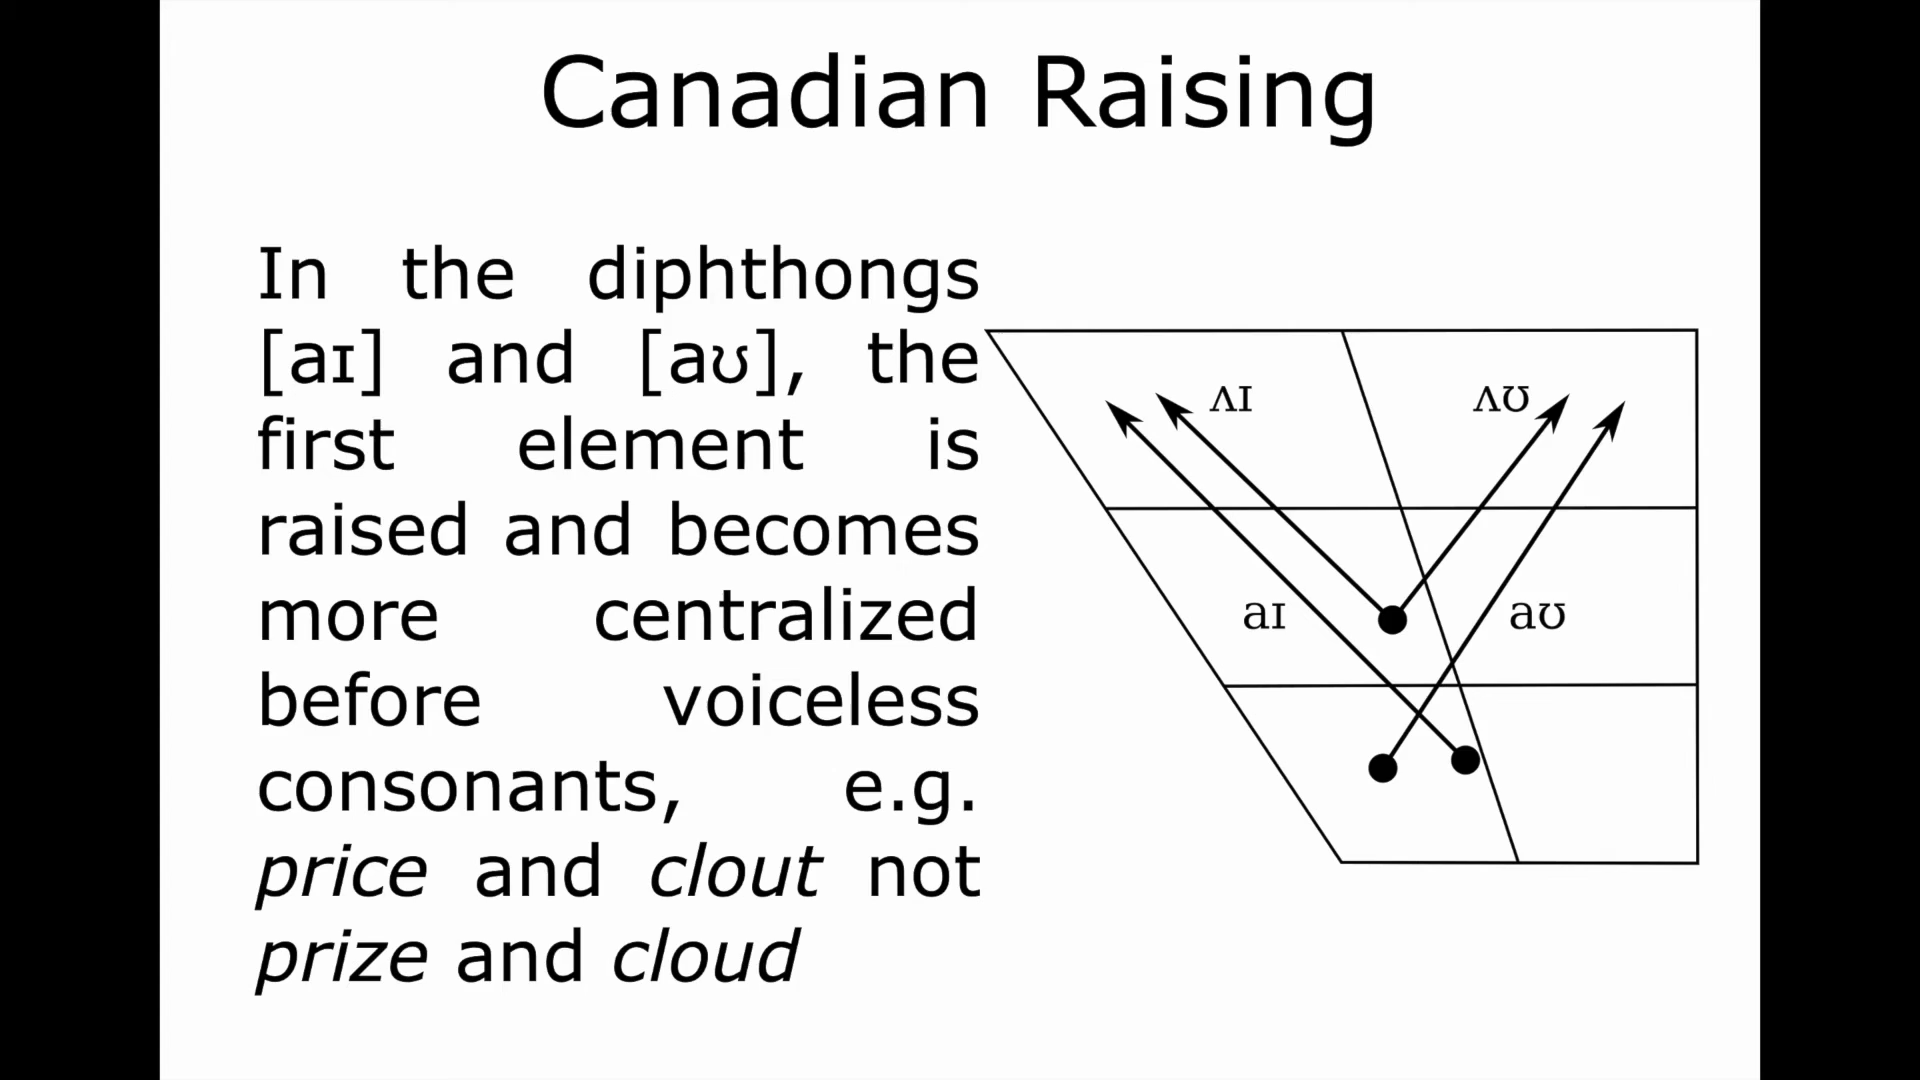 Canadian Raising
In the diphthongs
[aɪ] and [aʊ], the
first element is
raised and becomes
more centralized
before voiceless
consonants, e.g.
price and clout not
prize and cloud
ʌɪ ʌʊ
aɪ aʊ